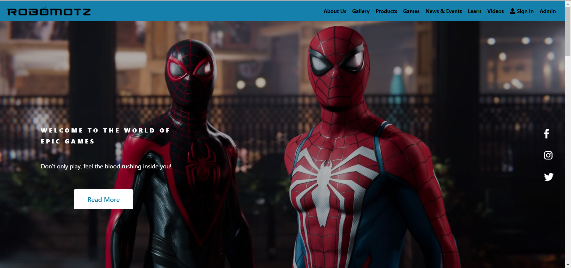 ROBOMOTZ
About Us Gallery Products Games News & Events Learn Videos Sign In Admin
WELCOME TO THE WORLD OF
EPIC GAMES
Don't only play, feel the blood rushing inside you!
Read More